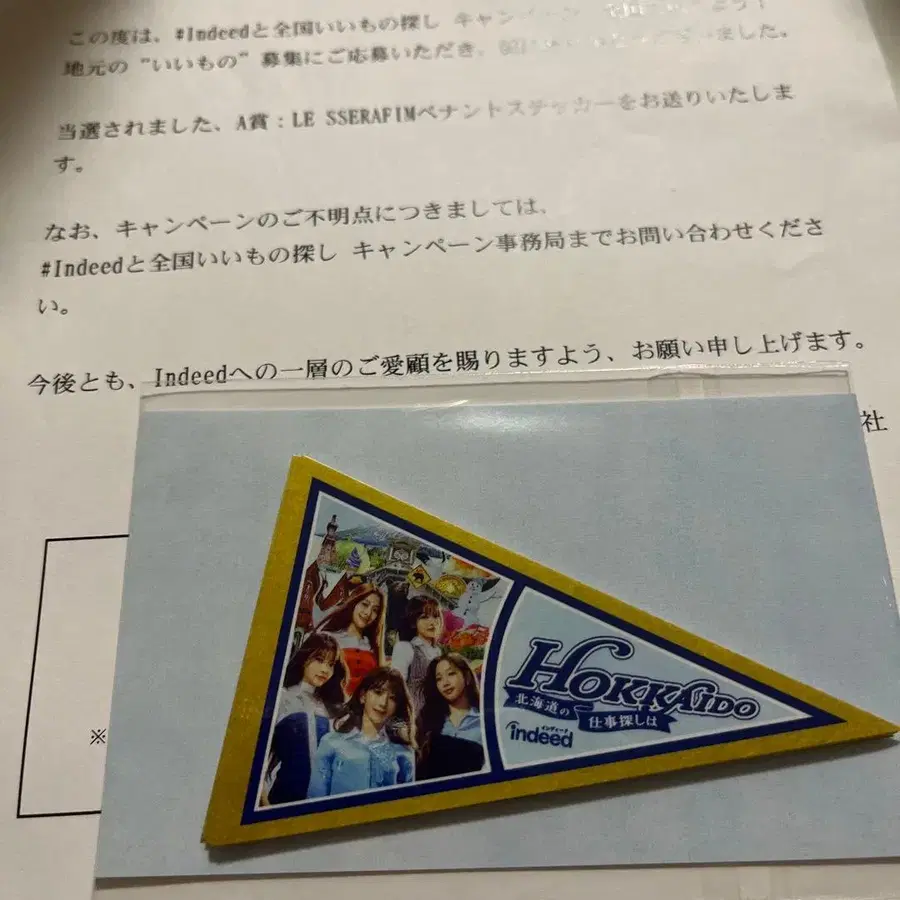 この度は、#Indeedと全国いいもの探し キャン
地元の “いいもの” 募集にご応募いただき、
ました。
当選されました、A賞：LE SSERAFIMペナントステッカーをお送りいたしま
す。
なお、キャンペーンのご不明点につきましては、
#Indeedと全国いいもの探し キャンペーン事務局までお問い合わせくださ
い。
今後とも、Indeedへの一層のご愛顧を賜りますよう、お願い申し上げます。
社
※
HOKKAIDO
北海道の
仕事探しは
インディード
indeed